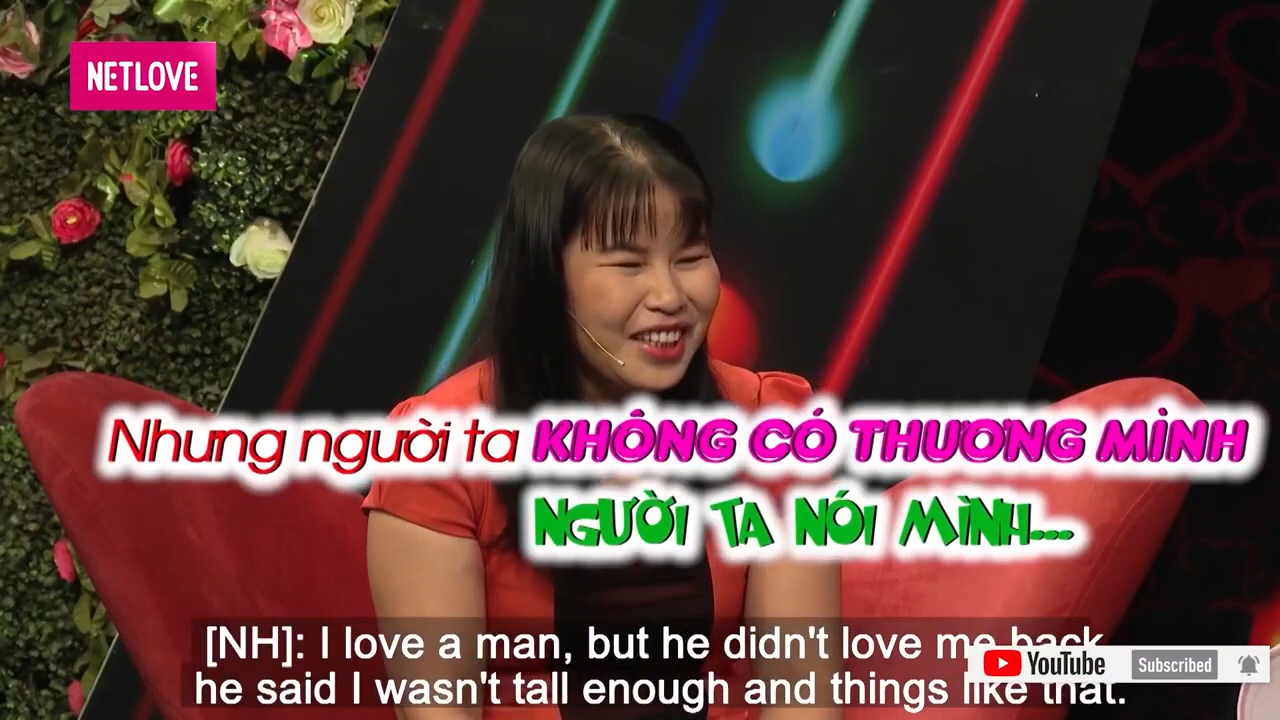 NETLOVE
Nhưng người ta KHÔNG CÓ THƯƠNG MÌNH
NGƯỜI TA NÓI MÌNH...
[NH]: I love a man, but he didn't love me back,
he said I wasn't tall enough and things like that.
YouTube
Subscribed